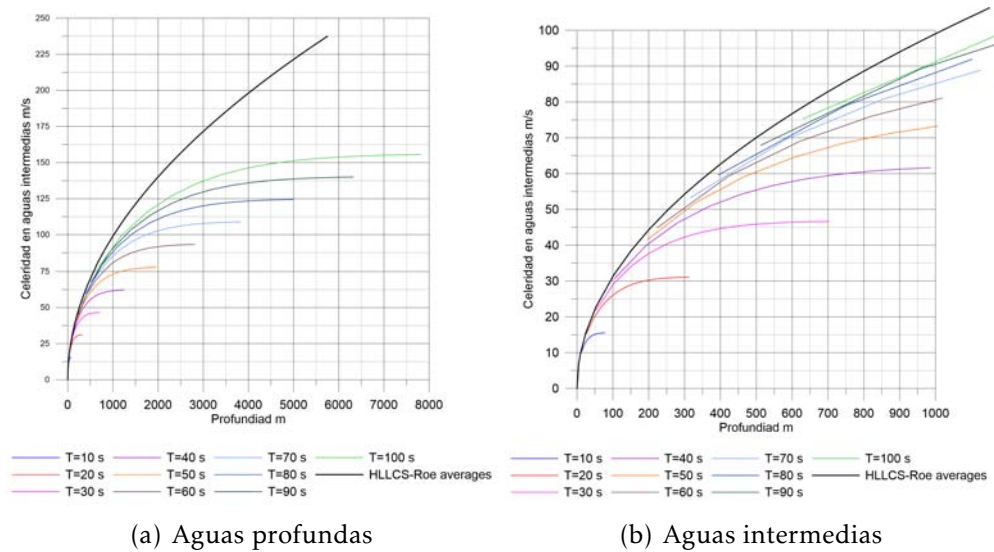 Celeridad en aguas intermedias m/s
250
225
200
175
150
125
100
75
50
25
0
0 1000 2000 3000 4000 5000 6000 7000 8000
Profundiad m
T=10 s T=40 s T=70 s T=100 s
T=20 s T=50 s T=80 s HLLCS-Roe averages
T=30 s T=60 s T=90 s
(a) Aguas profundas
Celeridad en aguas intermedias m/s
100
90
80
70
60
50
40
30
20
10
0
0 100 200 300 400 500 600 700 800 900 1000
Profundiad m
T=10 s T=40 s T=70 s T=100 s
T=20 s T=50 s T=80 s HLLCS-Roe averages
T=30 s T=60 s T=90 s
(b) Aguas intermedias